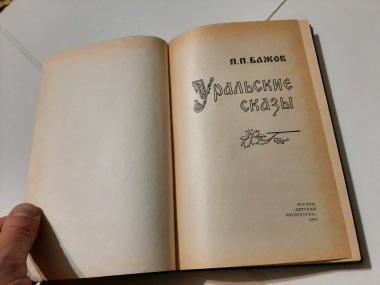 П.П. БАЖОВ
Уральские
сказы
МОСКВА
«ДЕТСКАЯ
ЛИТЕРАТУРА»